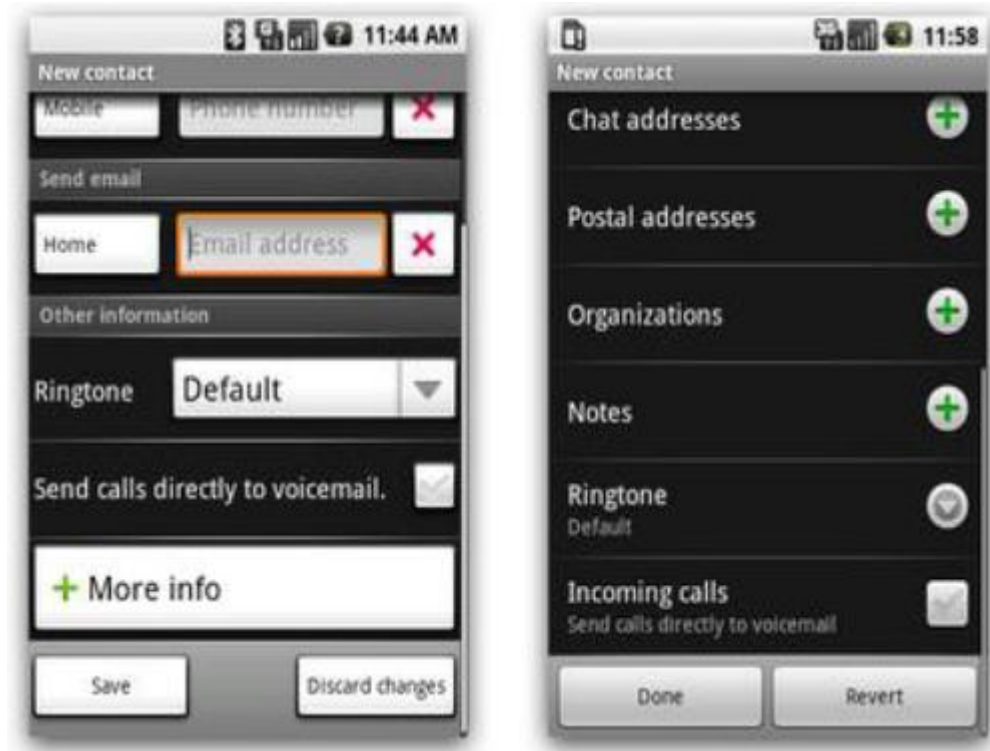 11:44 AM
New contact
Mobile
Phone number
Send email
Home
Email address
Other information
Ringtone
Default
Send calls directly to voicemail.
+ More info
Save
Discard changes
11:58
New contact
Chat addresses
Postal addresses
Organizations
Notes
Ringtone
Default
Incoming calls
Send calls directly to voicemail
Done
Revert